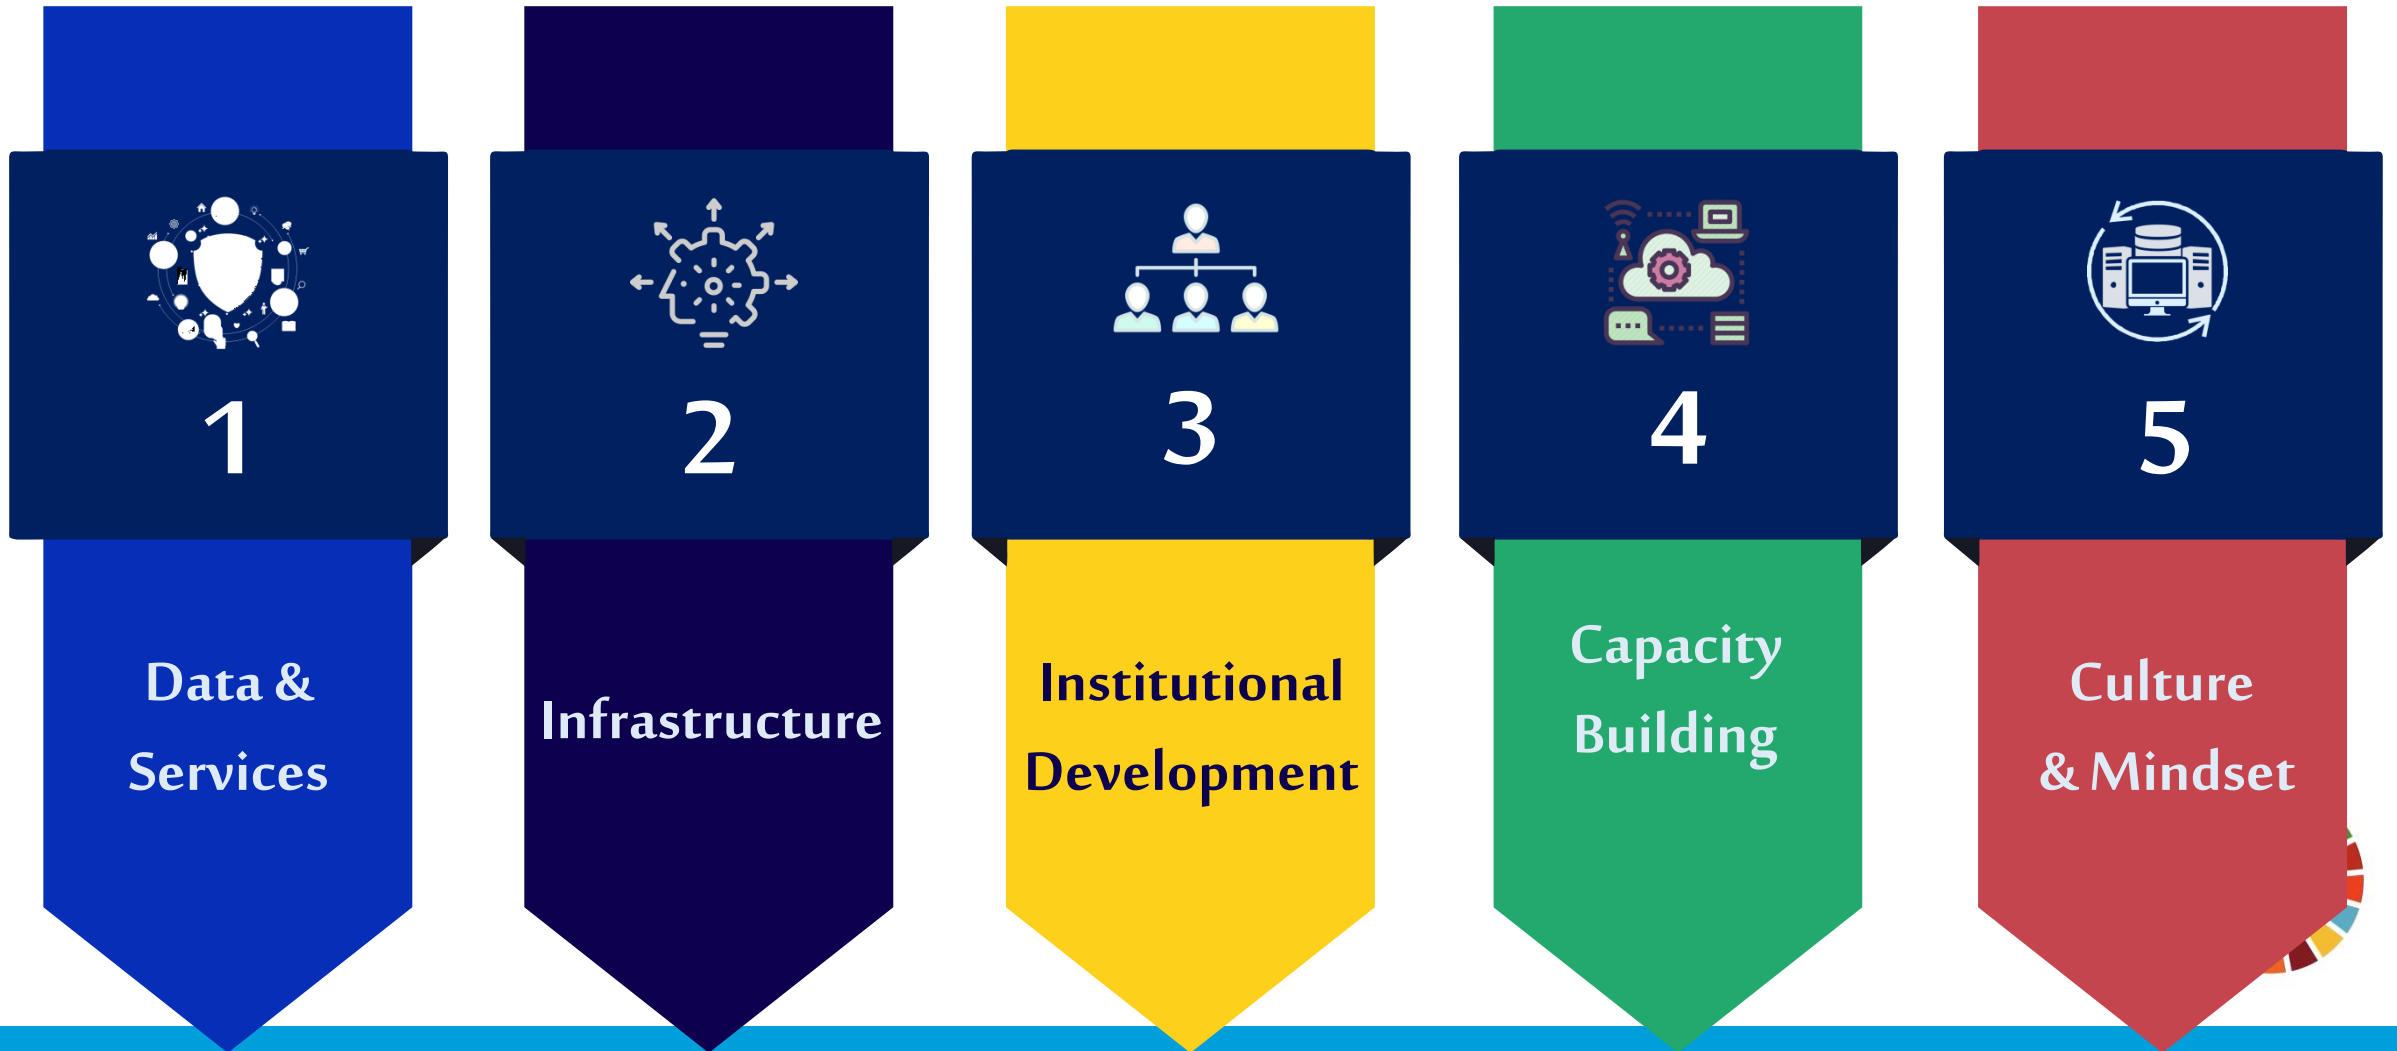 1
Data &
Services
2
Infrastructure
3
Institutional
Development
4
Capacity
Building
5
Culture
& Mindset